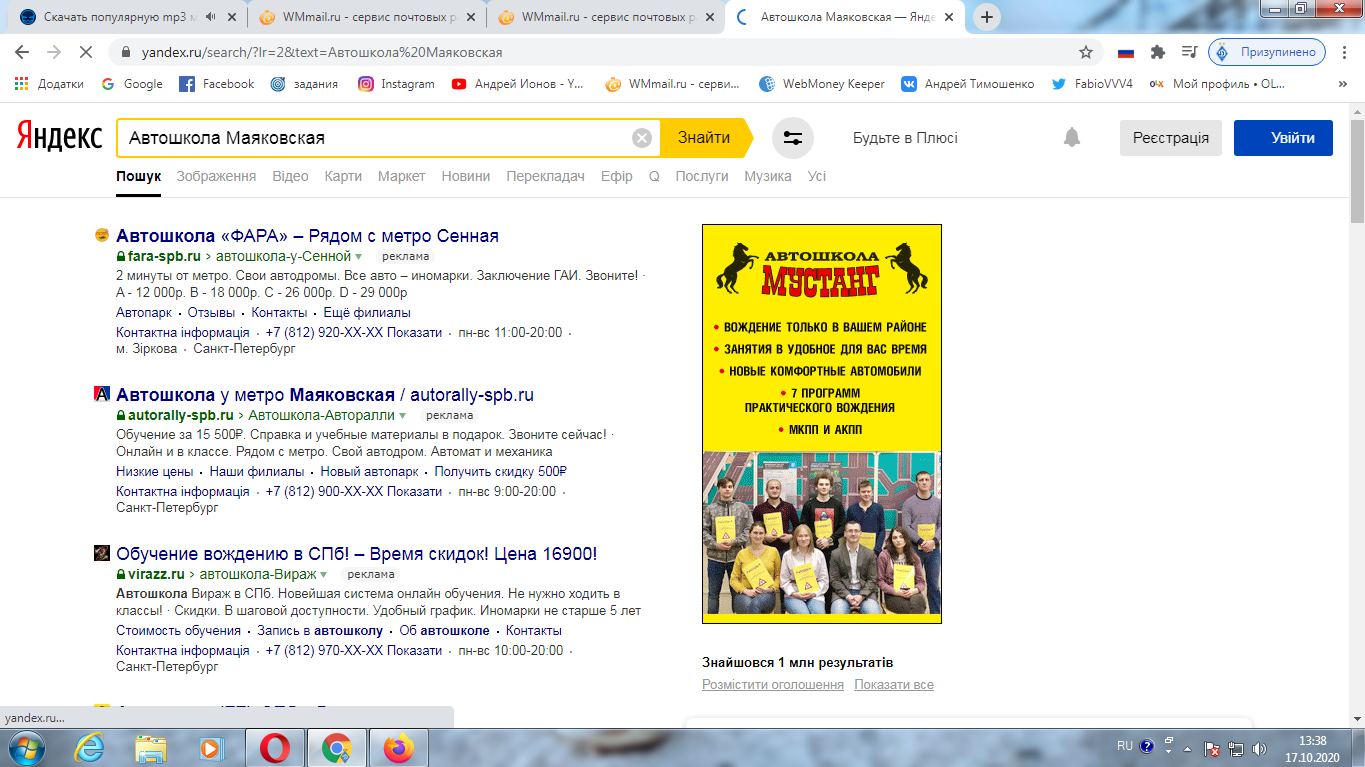 Скачать популярную mp3 м
WMmail.ru - сервис почтовых р
WMmail.ru - сервис почтовых р
Автошкола Маяковская — Янде
yandex.ru/search/?lr=2&text=Автошкола%20Маяковская
Призупинено
Додатки
Google
Facebook
задания
Instagram
Андрей Ионов - Y...
WMmail.ru - серви...
WebMoney Keeper
Андрей Тимошенко
FabioVVV4
Мой профиль • OL...
Яндекс
Автошкола Маяковская
Знайти
Будьте в Плюсі
Реєстрація
Увійти
Пошук
Зображення
Відео
Карти
Маркет
Новини
Перекладач
Ефір
Q
Послуги
Музика
Усі
Автошкола «ФАРА» – Рядом с метро Сенная
fara-spb.ru › автошкола-у-Сенной реклама
2 минуты от метро. Свои автодромы. Все авто – иномарки. Заключение ГАИ. Звоните! ·
A - 12 000р. B - 18 000р. C - 26 000р. D - 29 000р
Автопарк · Отзывы · Контакты · Ещё филиалы
Контактна інформація · +7 (812) 920-XX-XX Показати · пн-вс 11:00-20:00 ·
м. Зіркова · Санкт-Петербург
Автошкола у метро Маяковская / autorally-spb.ru
autorally-spb.ru › Автошкола-Авторалли реклама
Обучение за 15 500₽. Справка и учебные материалы в подарок. Звоните сейчас! ·
Онлайн и в классе. Рядом с метро. Свой автодром. Автомат и механика
Низкие цены · Наши филиалы · Новый автопарк · Получить скидку 500₽
Контактна інформація · +7 (812) 900-XX-XX Показати · пн-вс 9:00-20:00 ·
Санкт-Петербург
Обучение вождению в СПб! – Время скидок! Цена 16900!
virazz.ru › автошкола-Вираж реклама
Автошкола Вираж в СПб. Новейшая система онлайн обучения. Не нужно ходить в
классы! · Скидки. В шаговой доступности. Удобный график. Иномарки не старше 5 лет
Стоимость обучения · Запись в автошколу · Об автошколе · Контакты
Контактна інформація · +7 (812) 970-XX-XX Показати · пн-вс 10:00-20:00 ·
Санкт-Петербург
АВТОШКОЛА
МУСТАНГ
• ВОЖДЕНИЕ ТОЛЬКО В ВАШЕМ РАЙОНЕ
• ЗАНЯТИЯ В УДОБНОЕ ДЛЯ ВАС ВРЕМЯ
• НОВЫЕ КОМФОРТНЫЕ АВТОМОБИЛИ
• 7 ПРОГРАММ
ПРАКТИЧЕСКОГО ВОЖДЕНИЯ
• МКПП И АКПП
Знайшовся 1 млн результатів
Розмістити оголошення Показати все
yandex.ru...
RU
13:38
17.10.2020